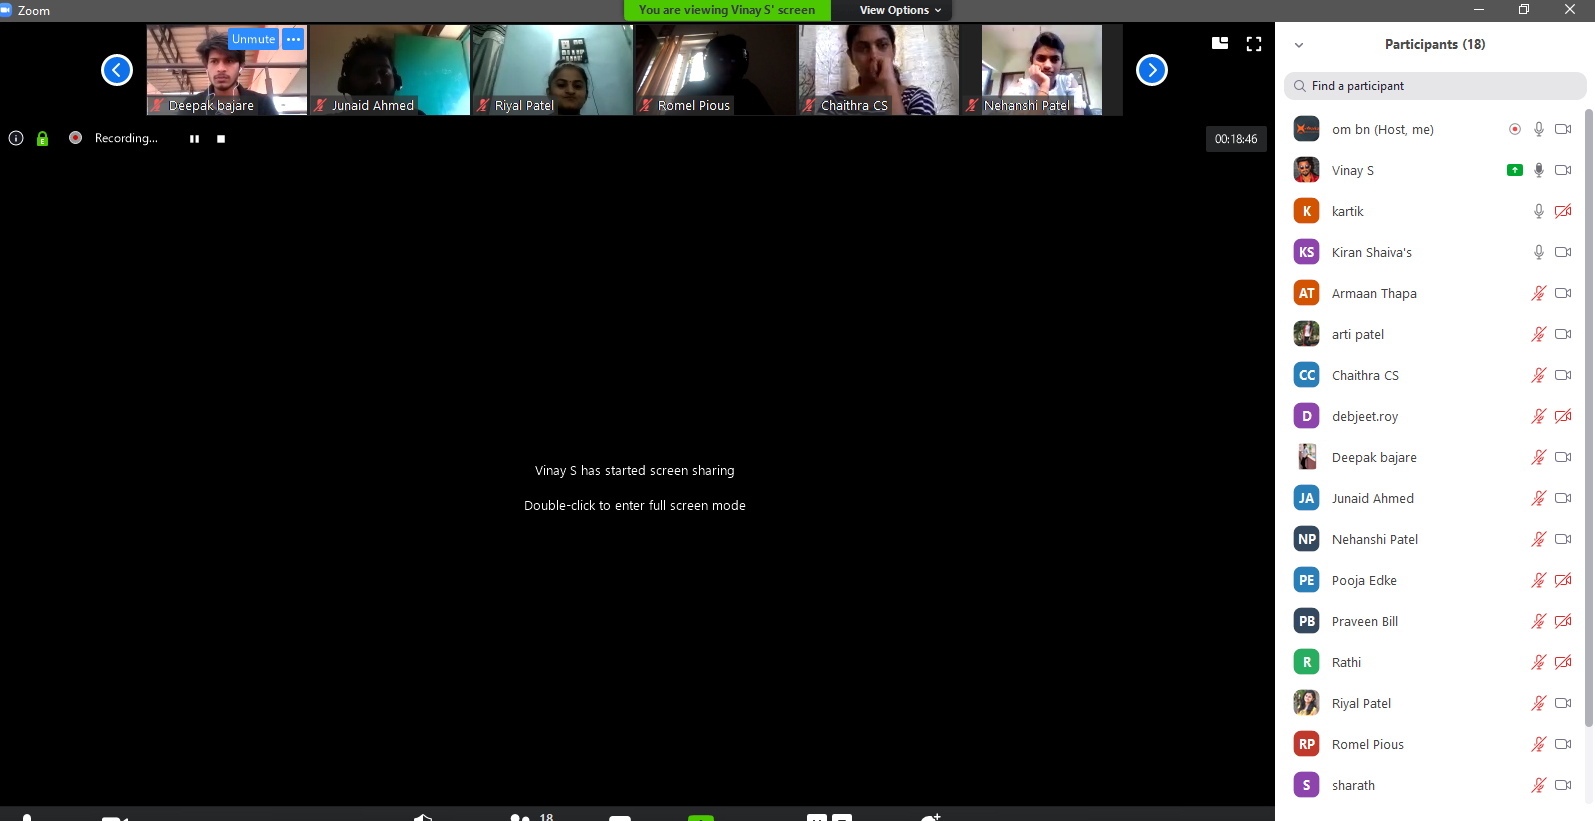 Zoom
You are viewing Vinay S' screen
View Options
Unmute
Deepak bajare
Junaid Ahmed
Riyal Patel
Romel Pious
Chaithra CS
Nehanshi Patel
Recording...
00:18:46
Vinay S has started screen sharing
Double-click to enter full screen mode
18
Participants (18)
Find a participant
om bn (Host, me)
Vinay S
K kartik
KS Kiran Shaiva's
AT Armaan Thapa
arti patel
CC Chaithra CS
D debjeet.roy
Deepak bajare
JA Junaid Ahmed
NP Nehanshi Patel
PE Pooja Edke
PB Praveen Bill
R Rathi
Riyal Patel
RP Romel Pious
S sharath